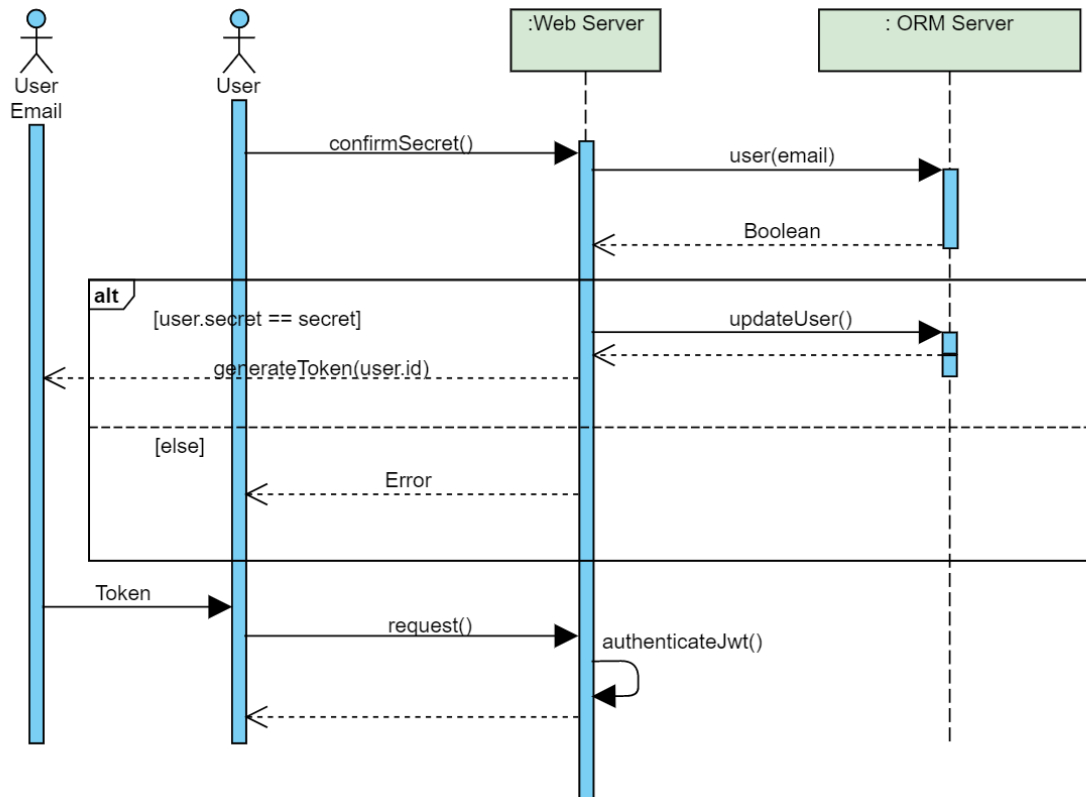 User
Email
User
:Web Server
: ORM Server
confirmSecret()
user(email)
Boolean
alt
[user.secret == secret]
updateUser()
generateToken(user.id)
[else]
Error
Token
request()
authenticateJwt()